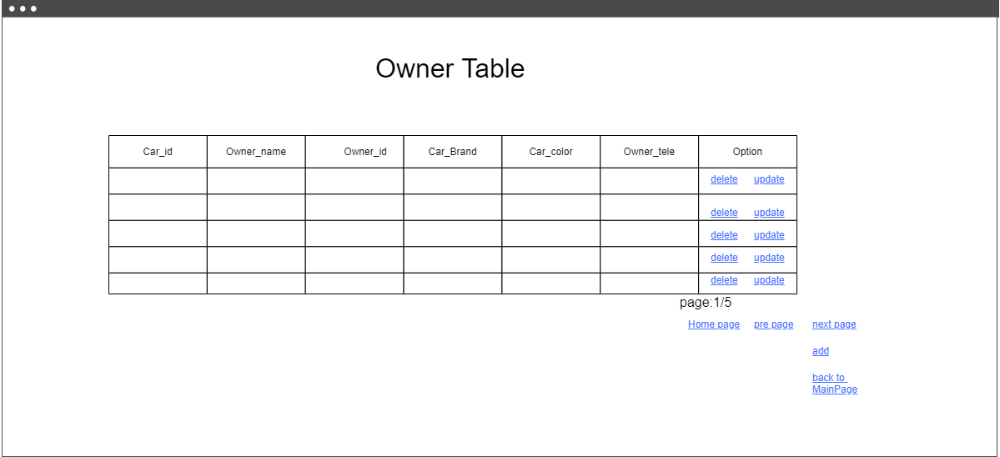 Owner Table
Car_id Owner_name Owner_id Car_Brand Car_color Owner_tele Option
delete update
delete update
delete update
delete update
delete update
page:1/5
Home page pre page next page
add
back to
MainPage